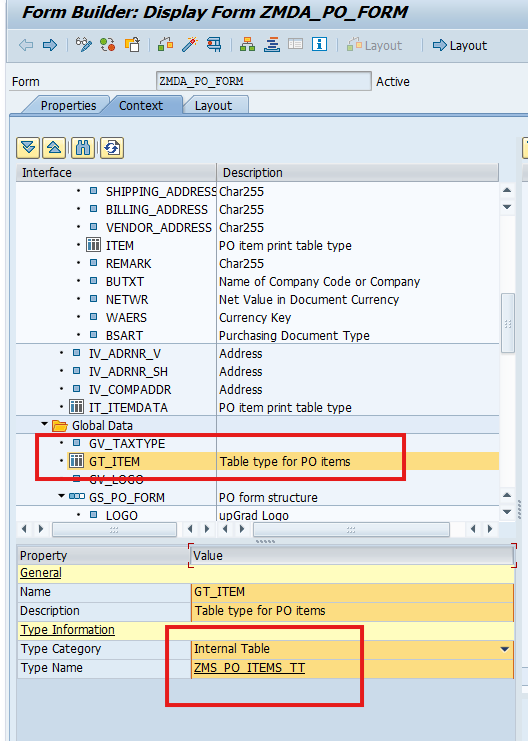 Form Builder: Display Form ZMDA_PO_FORM
Layout Layout
Form ZMDA_PO_FORM Active
Properties Context Layout
Interface Description
SHIPPING_ADDRESS Char255
BILLING_ADDRESS Char255
VENDOR_ADDRESS Char255
ITEM PO item print table type
REMARK Char255
BUTXT Name of Company Code or Company
NETWR Net Value in Document Currency
WAERS Currency Key
BSART Purchasing Document Type
IV_ADRNR_V Address
IV_ADRNR_SH Address
IV_COMPADDR Address
IT_ITEMDATA PO item print table type
Global Data
GV_TAXTYPE
GT_ITEM Table type for PO items
GV_LOGO
GS_PO_FORM PO form structure
LOGO upGrad Logo
Property Value
General
Name GT_ITEM
Description Table type for PO items
Type Information
Type Category Internal Table
Type Name ZMS_PO_ITEMS_TT